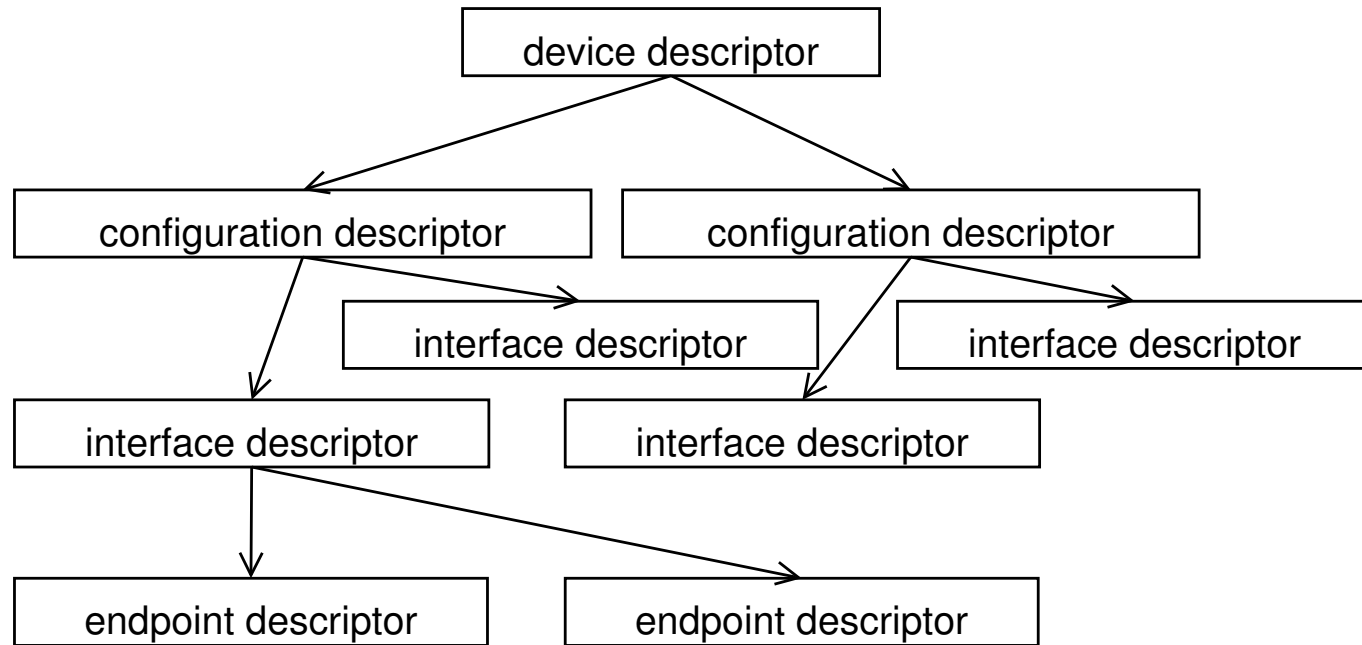 device descriptor
configuration descriptor
configuration descriptor
interface descriptor
interface descriptor
interface descriptor
interface descriptor
endpoint descriptor
endpoint descriptor